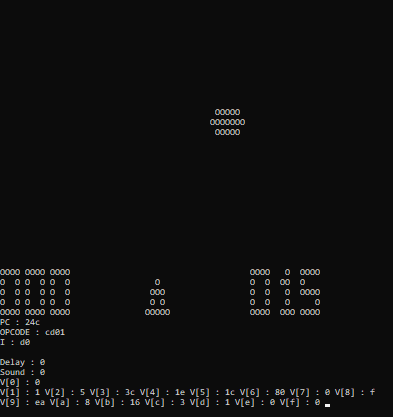 OOOOO
OOOOOOO
OOOOO
OOOO OOOO OOOO                                    OOOO   O  OOOO
O  O O  O O  O                 O                  O  O  OO  O
O  O O  O O  O                OOO                 O  O   O  OOOO
O  O O  O O  O                O O                 O  O   O     O
OOOO OOOO OOOO               OOOOO                OOOO  OOO OOOO
PC : 24c
OPCODE : cd01
I : d0
Delay : 0
Sound : 0
V[0] : 0
V[1] : 1 V[2] : 5 V[3] : 3c V[4] : 1e V[5] : 1c V[6] : 80 V[7] : 0 V[8] : f
V[9] : ea V[a] : 8 V[b] : 16 V[c] : 3 V[d] : 1 V[e] : 0 V[f] : 0